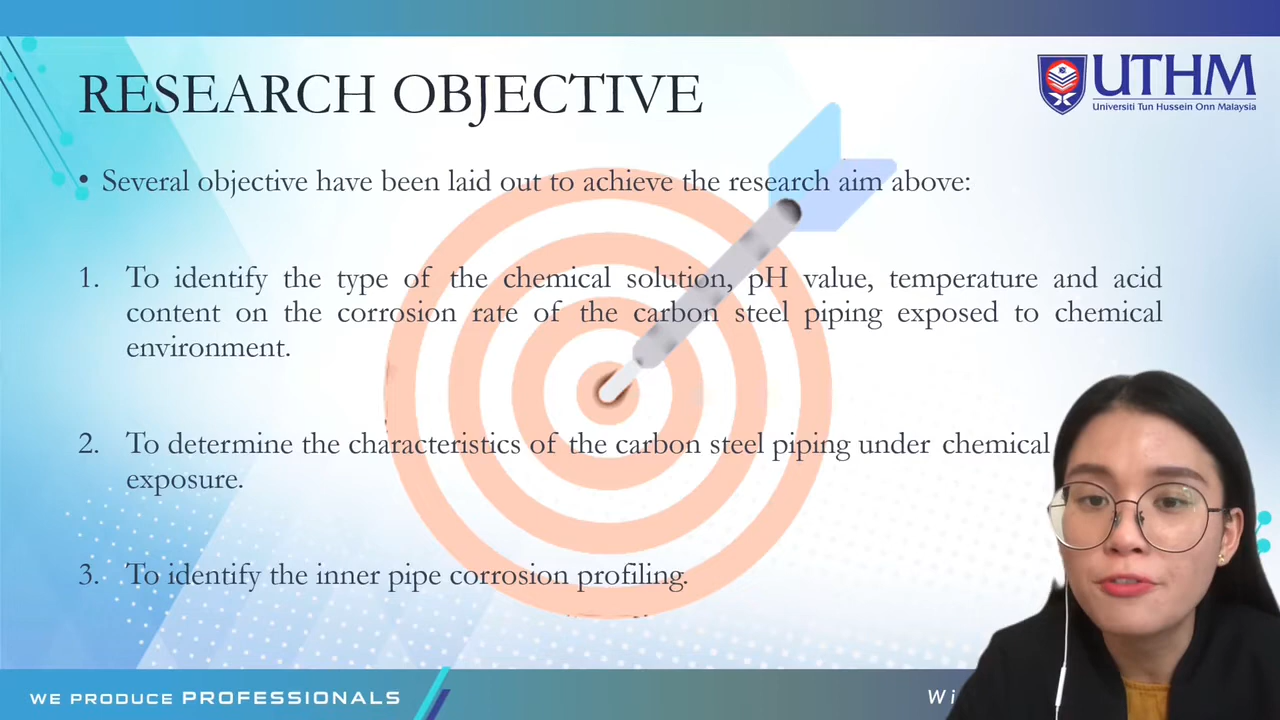 RESEARCH OBJECTIVE
UTHM
Universiti Tun Hussein Onn Malaysia
• Several objective have been laid out to achieve the research aim above:
1. To identify the type of the chemical solution, pH value, temperature and acid
content on the corrosion rate of the carbon steel piping exposed to chemical
environment.
2. To determine the characteristics of the carbon steel piping under chemical
exposure.
3. To identify the inner pipe corrosion profiling.
WE PRODUCE PROFESSIONALS